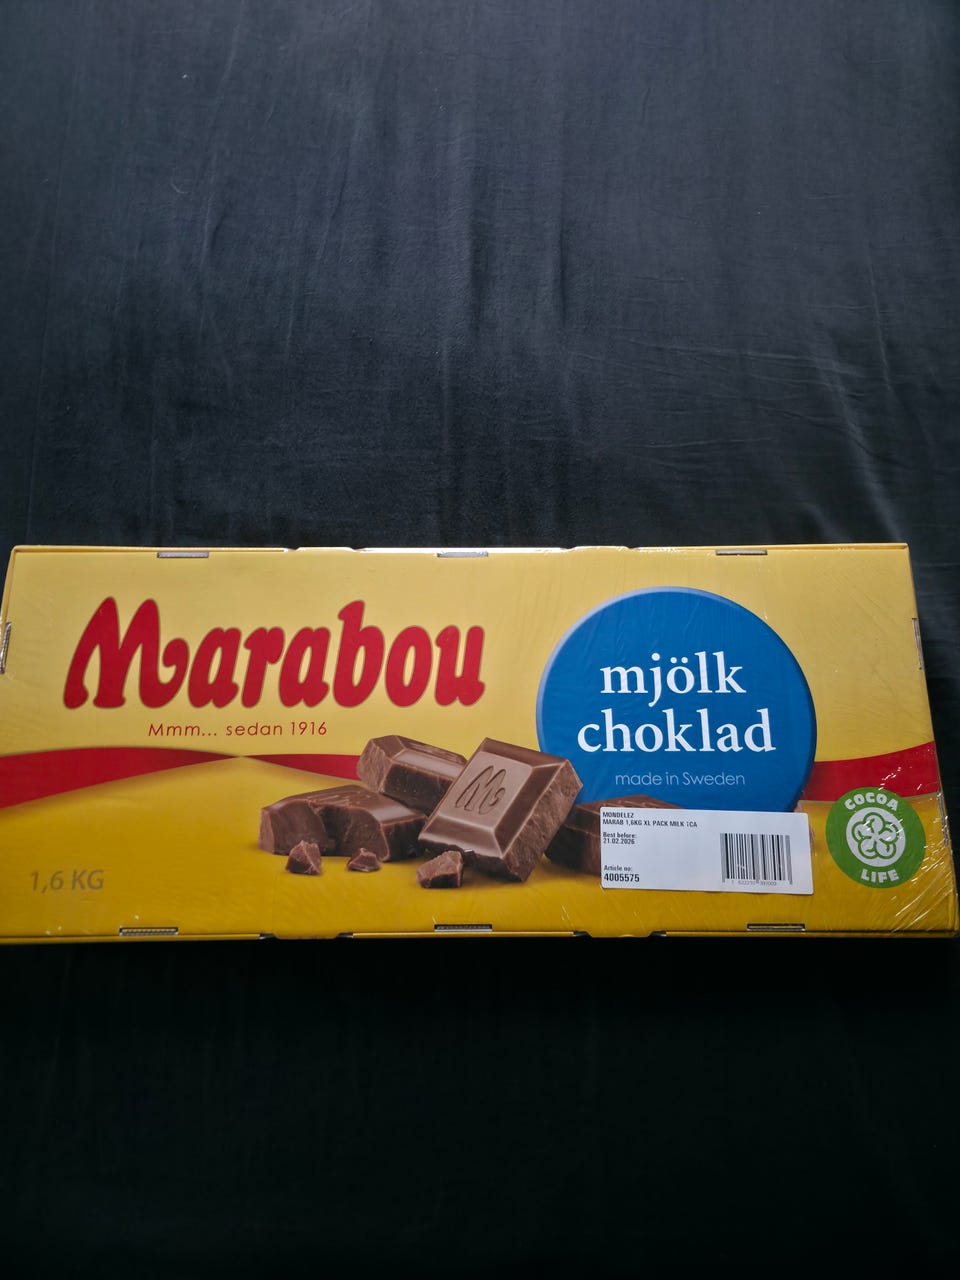 Marabou
Mmm... sedan 1916
mjölk
choklad
made in Sweden
M
MONDELEZ
MARAB 1,6KG XL PACK MILK 1CA
Best before:
21.02.2026
Article no:
4005575
COCOA
LIFE
1,6 KG